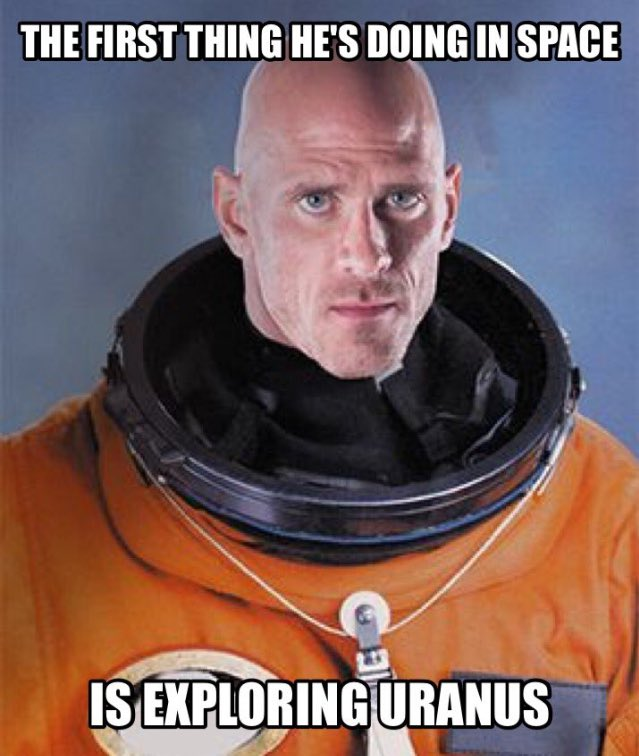 THE FIRST THING HE'S DOING IN SPACE
IS EXPLORING URANUS